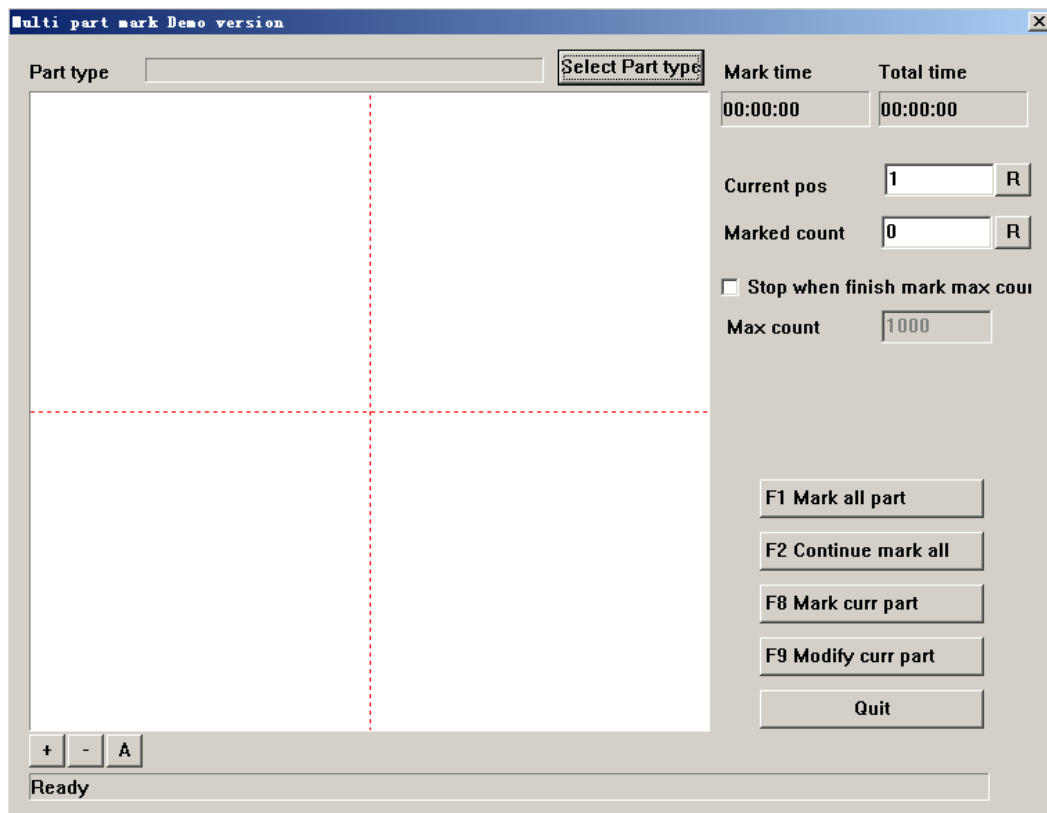 Multi part mark Demo version
Part type
Select Part type
Mark time
Total time
00:00:00
00:00:00
Current pos
1
R
Marked count
0
R
Stop when finish mark max cour
Max count
1000
F1 Mark all part
F2 Continue mark all
F8 Mark curr part
F9 Modify curr part
Quit
+
-
A
Ready